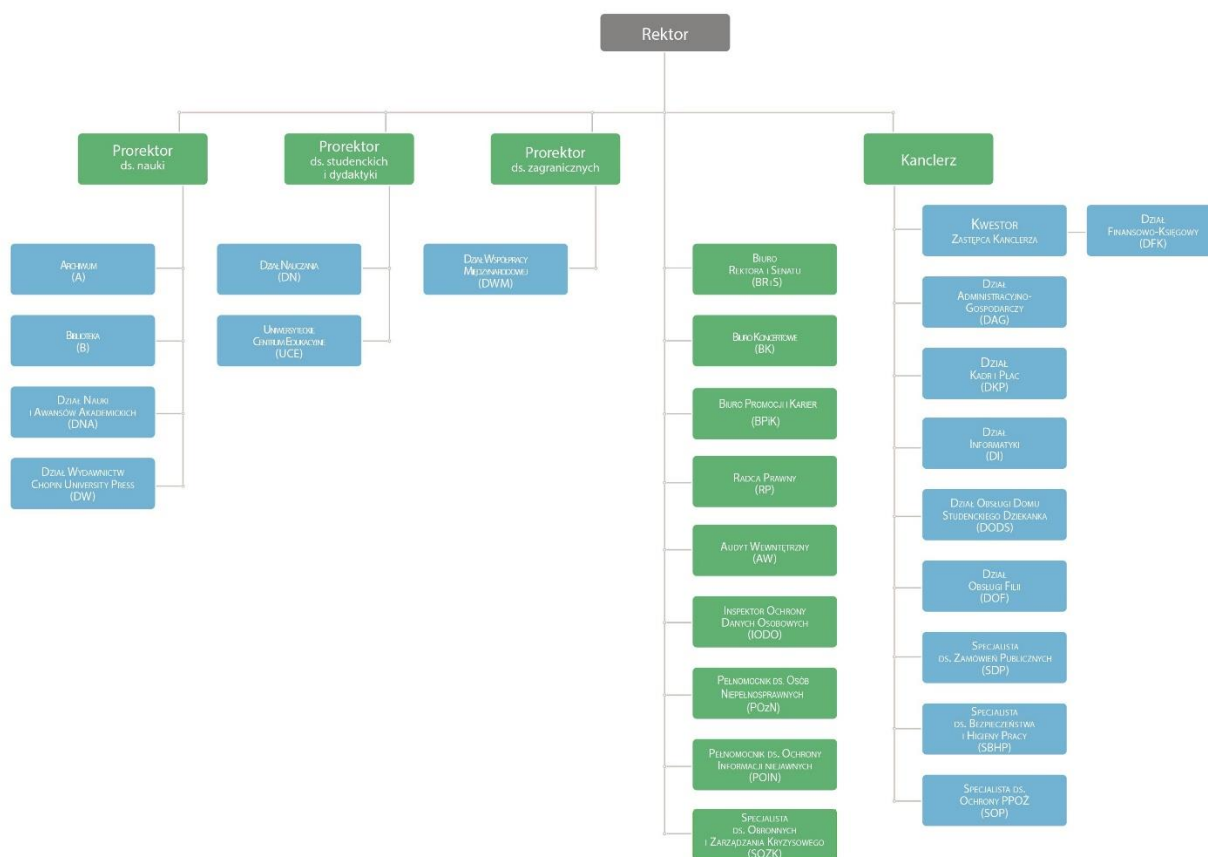 Rektor
Prorektor
ds. nauki
Prorektor
ds. studenckich
i dydaktyki
Prorektor
ds. zagranicznych
Kanclerz
Archiwum
(A)
Biblioteka
(B)
Dział Nauki
i Awansów Akademickich
(DNA)
Dział Wydawnictw
Chopin University Press
(DW)
Dział Nauczania
(DN)
Uniwersyteckie
Centrum Edukacyjne
(UCE)
Dział Współpracy
Międzynarodowej
(DWM)
Biuro
Rektora i Senatu
(BRiS)
Biuro Koncertowe
(BK)
Biuro Promocji i Karier
(BPiK)
Radca Prawny
(RP)
Audyt Wewnętrzny
(AW)
Inspektor Ochrony
Danych Osobowych
(IODO)
Pełnomocnik ds. Osób
Niepełnosprawnych
(POzN)
Pełnomocnik ds. Ochrony
Informacji niejawnych
(POIN)
Specjalista
ds. Obronnych
i Zarządzania Kryzysowego
(SOZK)
Kwestor
Zastępca Kanclerza
Dział
Finansowo-Księgowy
(DFK)
Dział
Administracyjno-
Gospodarczy
(DAG)
Dział
Kadr i Płac
(DKP)
Dział
Informatyki
(DI)
Dział Obsługi Domu
Studenckiego Dziekanka
(DODS)
Dział
Obsługi Filii
(DOF)
Specjalista
ds. Zamówień Publicznych
(SDP)
Specjalista
ds. Bezpieczeństwa
i Higieny Pracy
(SBHP)
Specjalista ds.
Ochrony PPOŻ
(SOP)